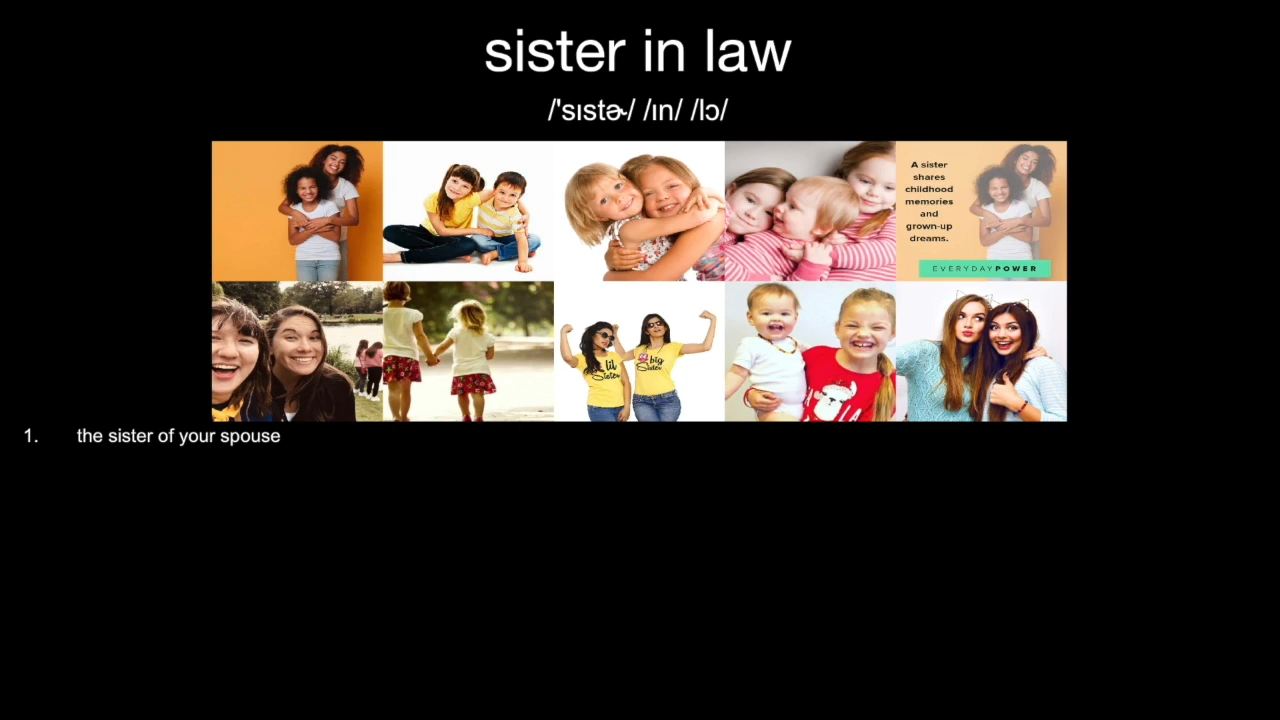 sister in law
/'sɪstɚ/ /ɪn/ /lɔ/
A sister
shares
childhood
memories
and
grown-up
dreams.
EVERYDAYPOWER
lil
Sister
big
Sister
1. the sister of your spouse